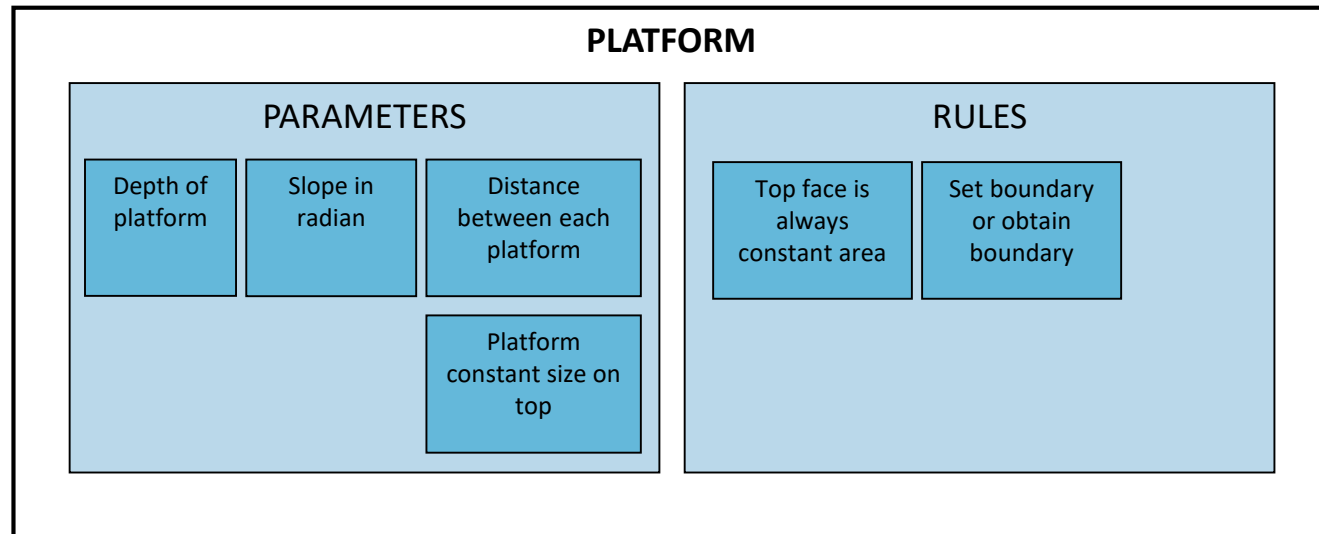 PLATFORM
PARAMETERS
Depth of
platform
Slope in
radian
Distance
between each
platform
Platform
constant size on
top
RULES
Top face is
always
constant area
Set boundary
or obtain
boundary